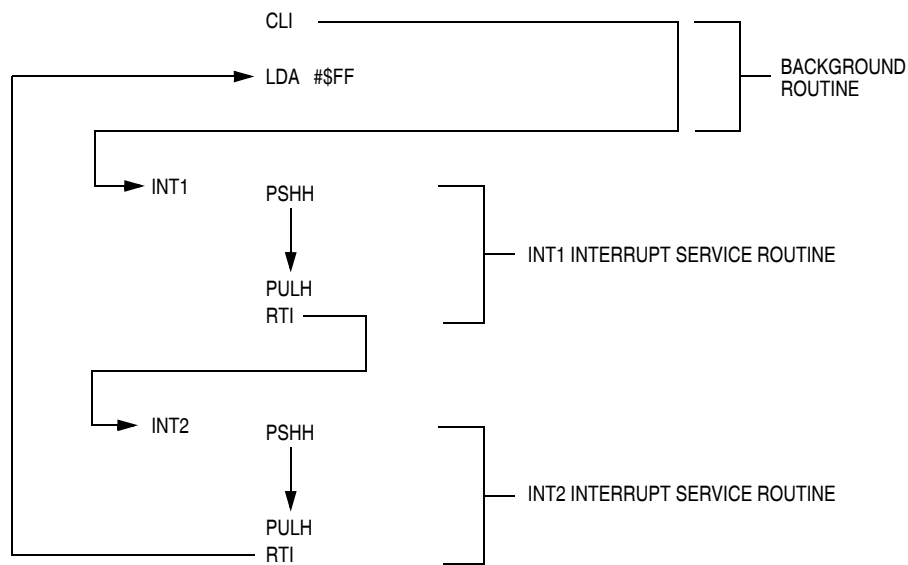 CLI
LDA #$FF
BACKGROUND
ROUTINE
INT1
PSHH
INT1 INTERRUPT SERVICE ROUTINE
PULH
RTI
INT2
PSHH
INT2 INTERRUPT SERVICE ROUTINE
PULH
RTI